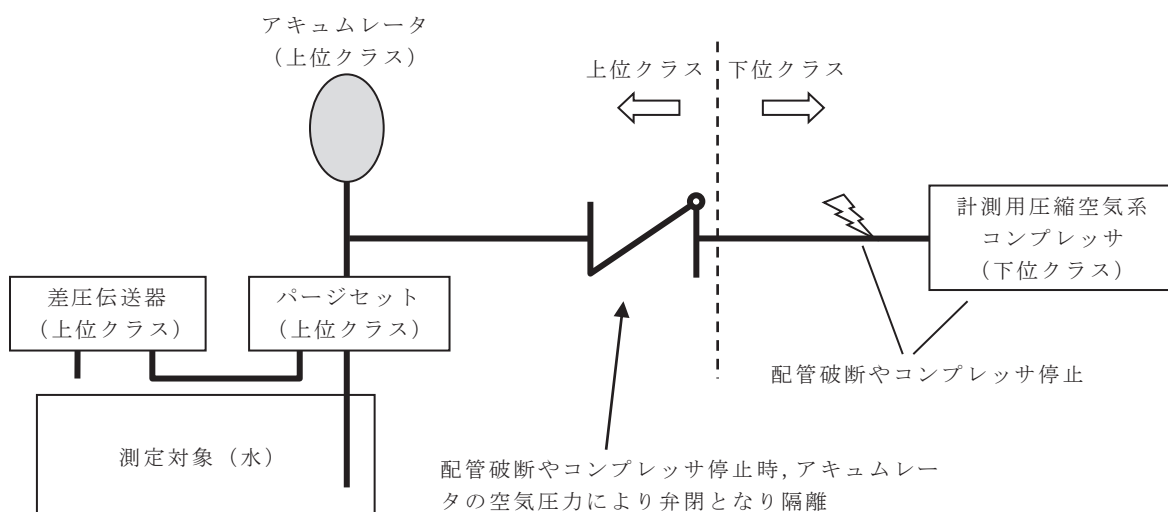 アキュムレータ
（上位クラス）
上位クラス
下位クラス
計測用圧縮空気系
コンプレッサ
（下位クラス）
差圧伝送器
（上位クラス）
パージセット
（上位クラス）
配管破断やコンプレッサ停止
測定対象（水）
配管破断やコンプレッサ停止時，アキュムレー
タの空気圧力により弁閉となり隔離